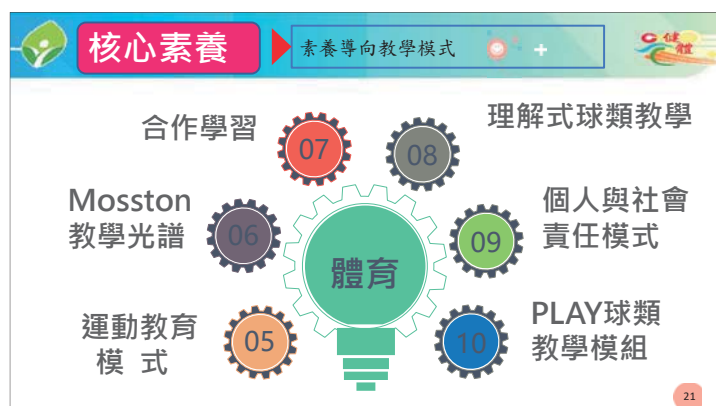 核心素養
素養導向教學模式
健體
合作學習
07
08
理解式球類教學
Mosston
教學光譜
06
09
個人與社會
責任模式
體育
運動教育
模 式
05
10
PLAY球類
教學模組
21